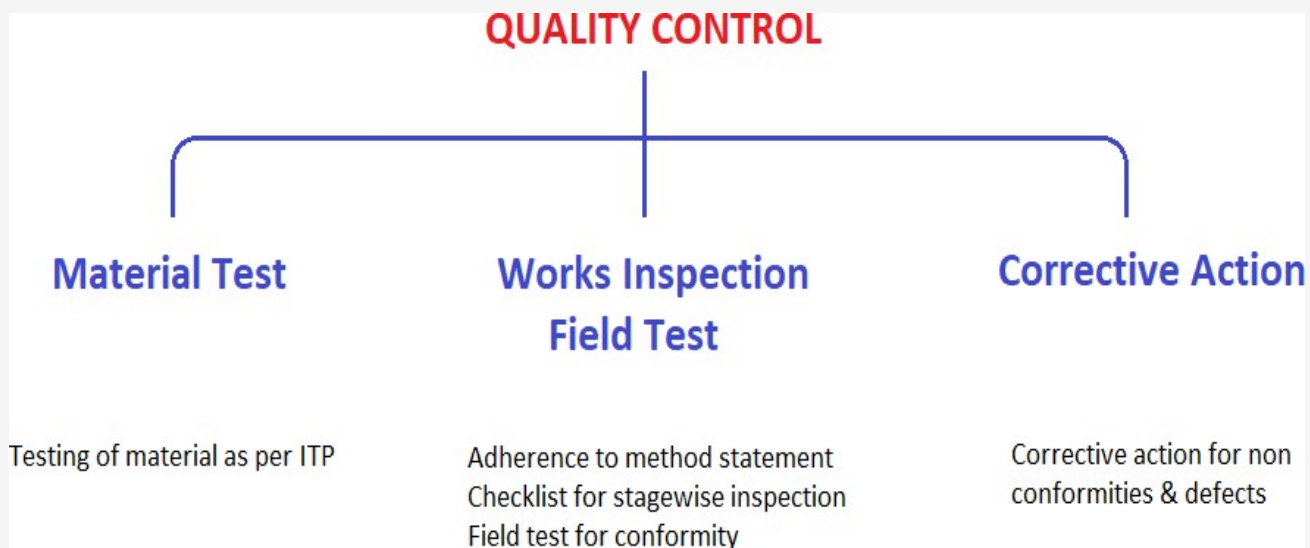 QUALITY CONTROL
Material Test
Works Inspection
Field Test
Corrective Action
Testing of material as per ITP
Adherence to method statement
Checklist for stagewise inspection
Field test for conformity
Corrective action for non
conformities & defects